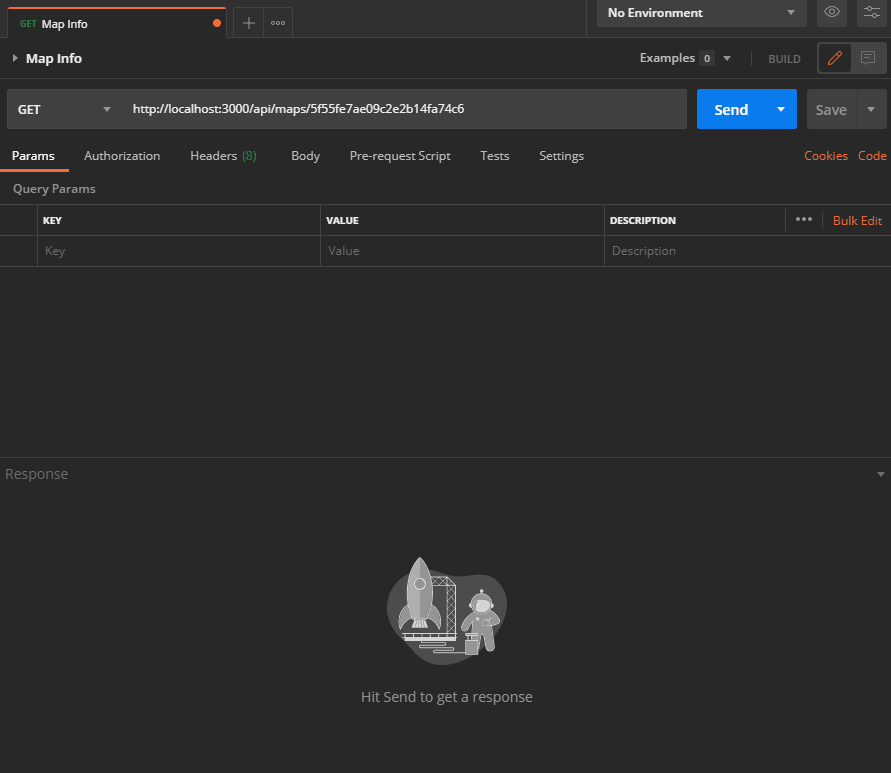 GET Map Info
No Environment
Map Info
Examples 0
BUILD
GET
http://localhost:3000/api/maps/5f55fe7ae09c2e2b14fa74c6
Send
Save
Params Authorization Headers (8) Body Pre-request Script Tests Settings Cookies Code
Query Params
KEY VALUE DESCRIPTION Bulk Edit
Key Value Description
Response
Hit Send to get a response